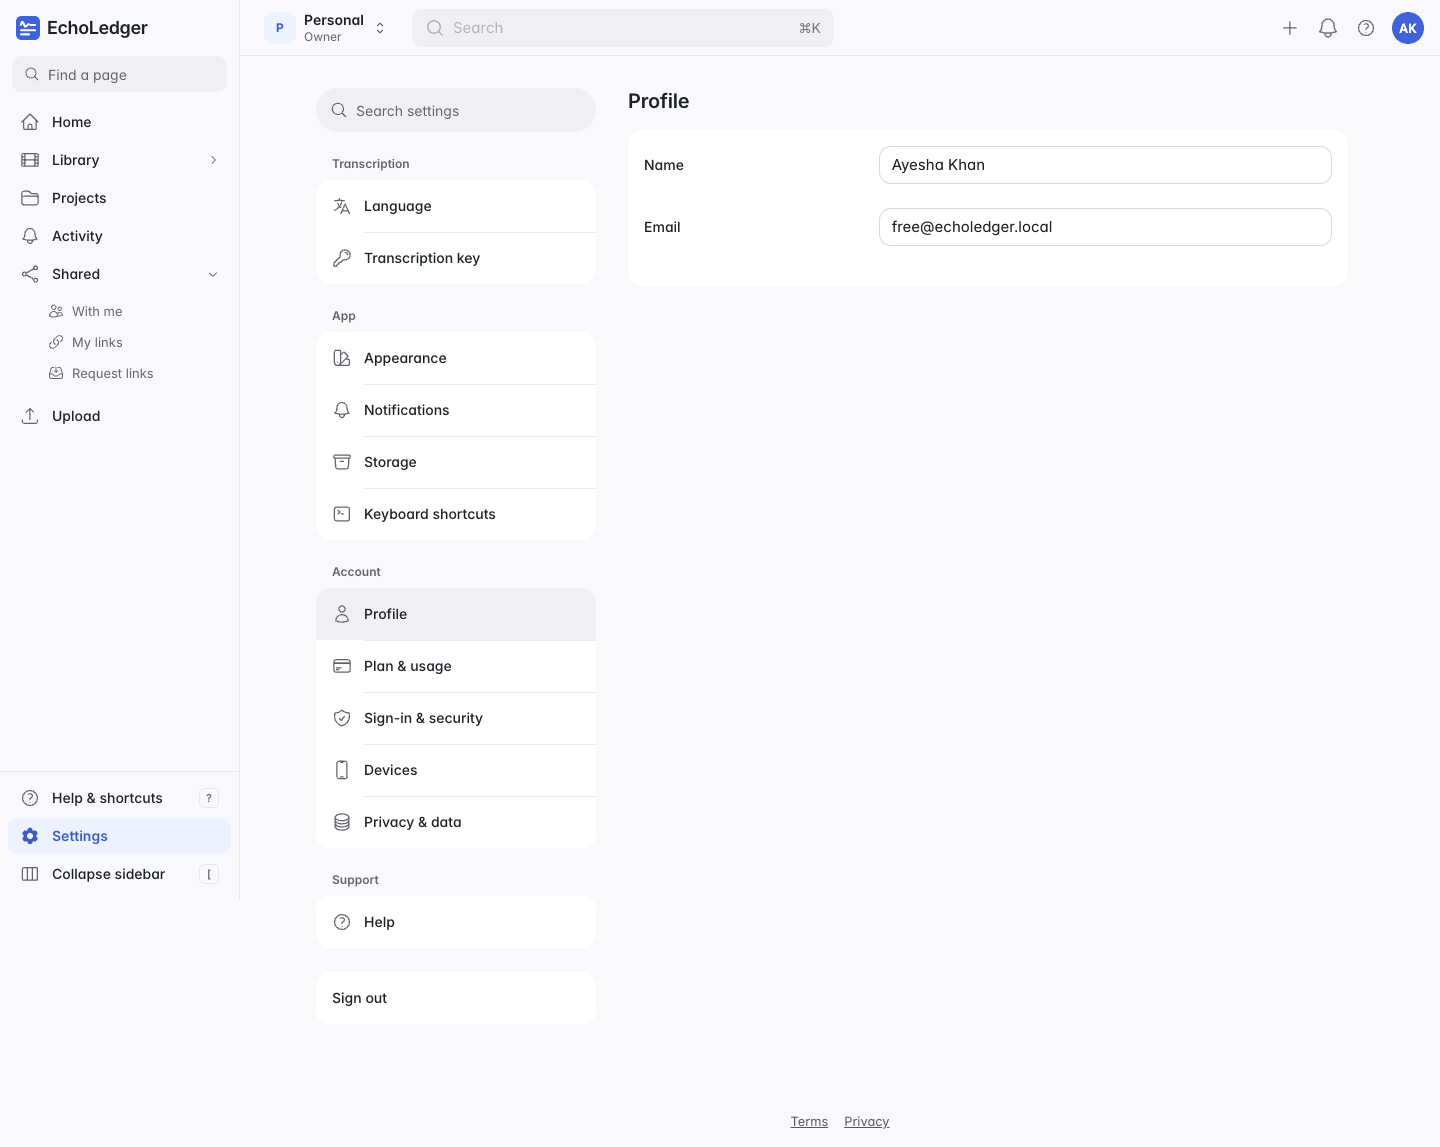 EchoLedger
Find a page
Home
Library
Projects
Activity
Shared
With me
My links
Request links
Upload
Help & shortcuts ?
Settings
Collapse sidebar [
P Personal
Owner
Search ⌘K
AK
Search settings
Transcription
Language
Transcription key
App
Appearance
Notifications
Storage
Keyboard shortcuts
Account
Profile
Plan & usage
Sign-in & security
Devices
Privacy & data
Support
Help
Sign out
Profile
Name Ayesha Khan
Email free@echoledger.local
Terms Privacy